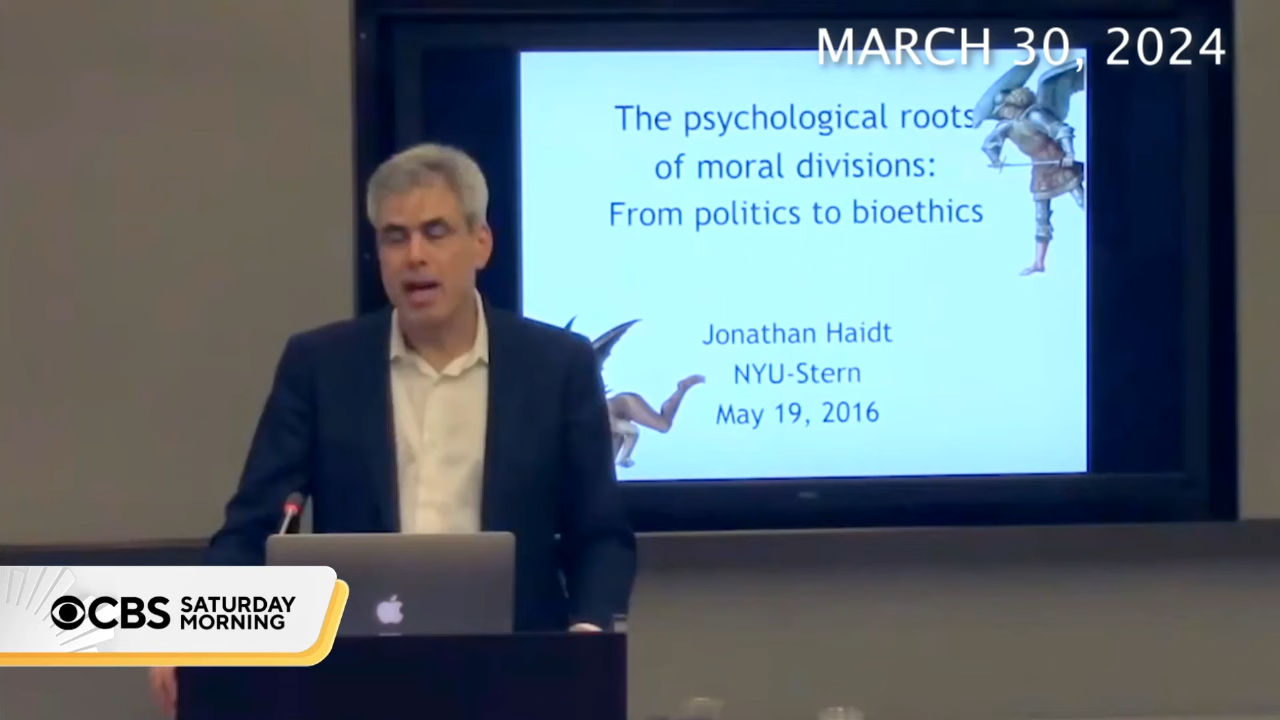 MARCH 30, 2024
The psychological roots
of moral divisions:
From politics to bioethics
Jonathan Haidt
NYU-Stern
May 19, 2016
CBS SATURDAY
MORNING